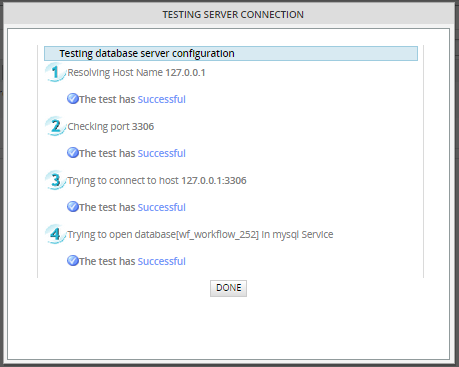 TESTING SERVER CONNECTION
Testing database server configuration
1 Resolving Host Name 127.0.0.1
The test has Successful
2 Checking port 3306
The test has Successful
3 Trying to connect to host 127.0.0.1:3306
The test has Successful
4 Trying to open database[wf_workflow_252] in mysql Service
The test has Successful
DONE